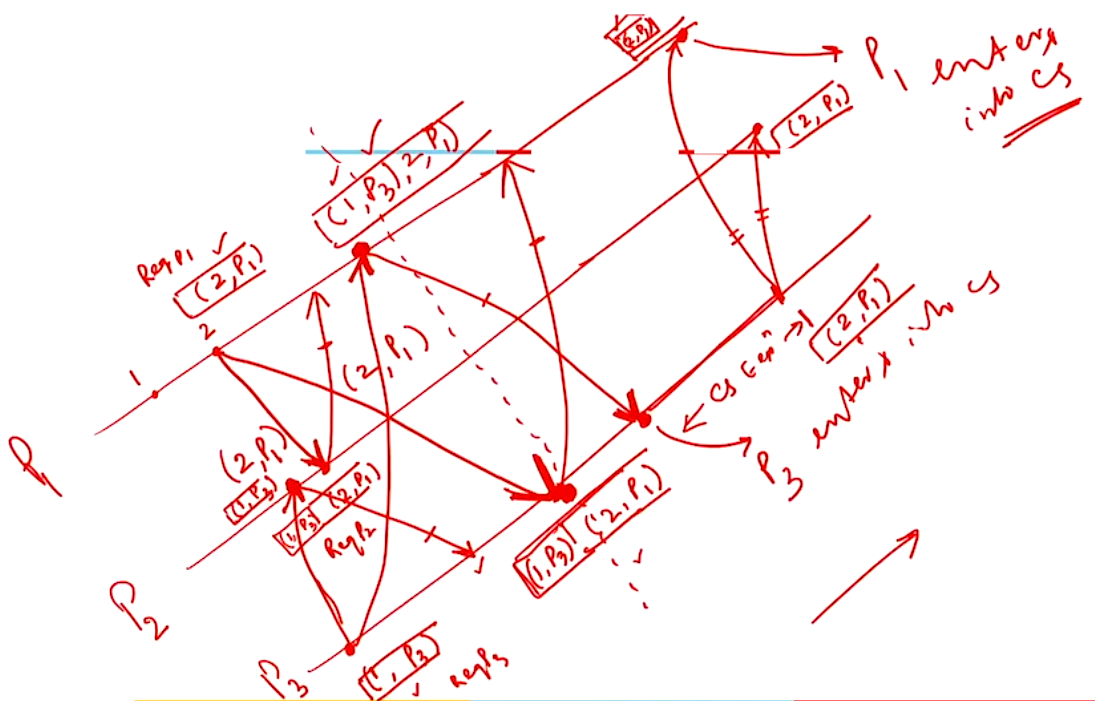 (2, P1)
P1 enters
into CS
(2, P1)
(1, P3), 2, P1)
Req P1 ✓
(2, P1)
2
1
(2, P1)
(2, P1)
CS Exeⁿ
P3 enters into CS
P1
(2, P1)
(1, P3)
(1, P3) (2, P1)
Req P2
(1, P3) (2, P1)
P2
P3
(1, P3)
Req P3